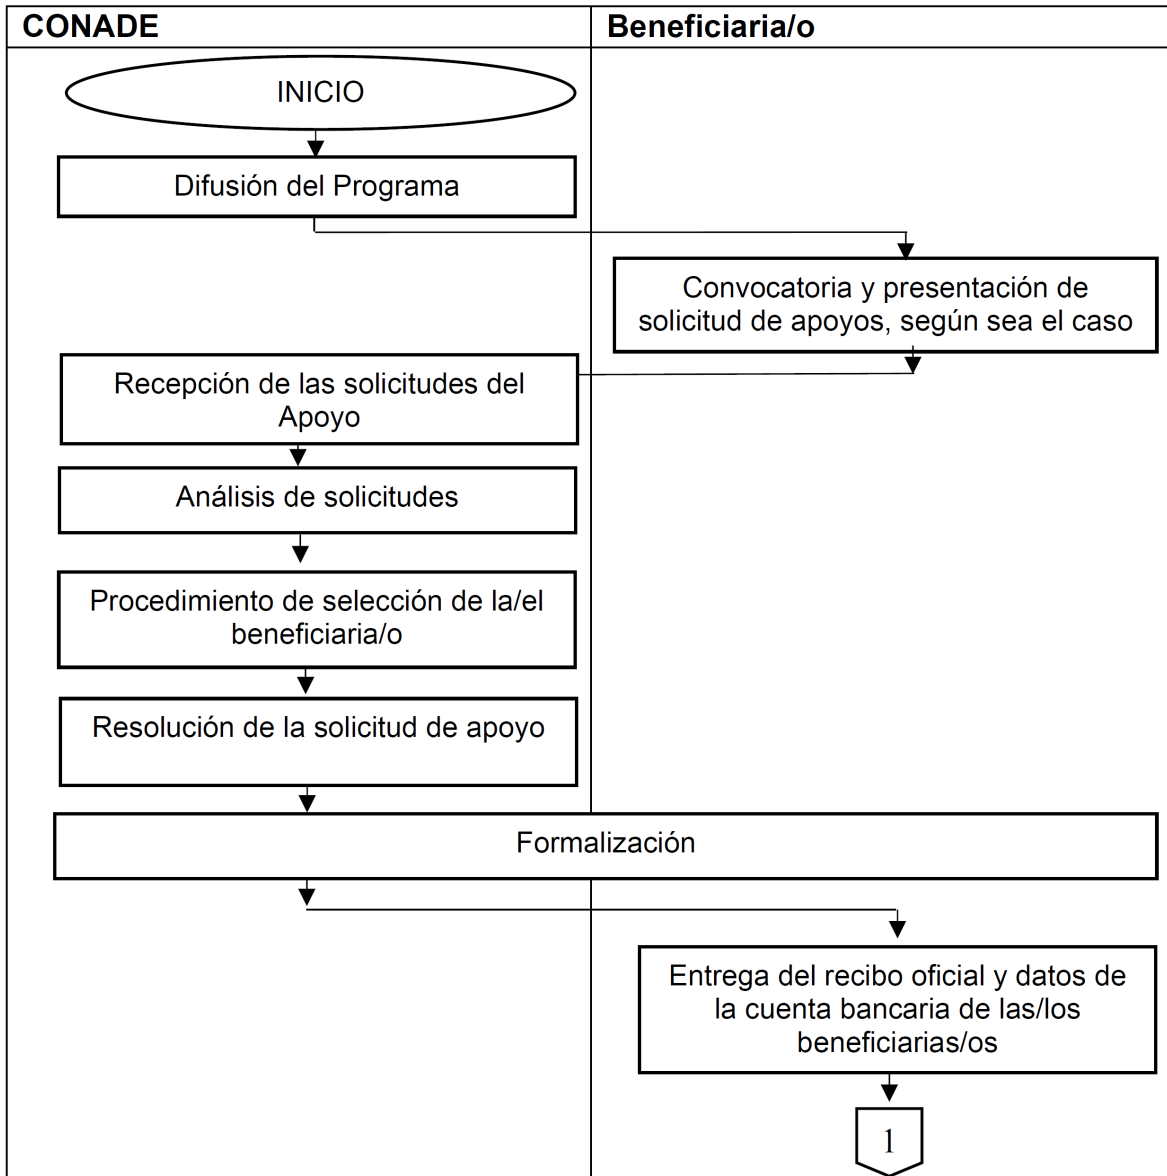 CONADE
Beneficiaria/o
INICIO
Difusión del Programa
Convocatoria y presentación de
solicitud de apoyos, según sea el caso
Recepción de las solicitudes del
Apoyo
Análisis de solicitudes
Procedimiento de selección de la/el
beneficiaria/o
Resolución de la solicitud de apoyo
Formalización
Entrega del recibo oficial y datos de
la cuenta bancaria de las/los
beneficiarias/os
1